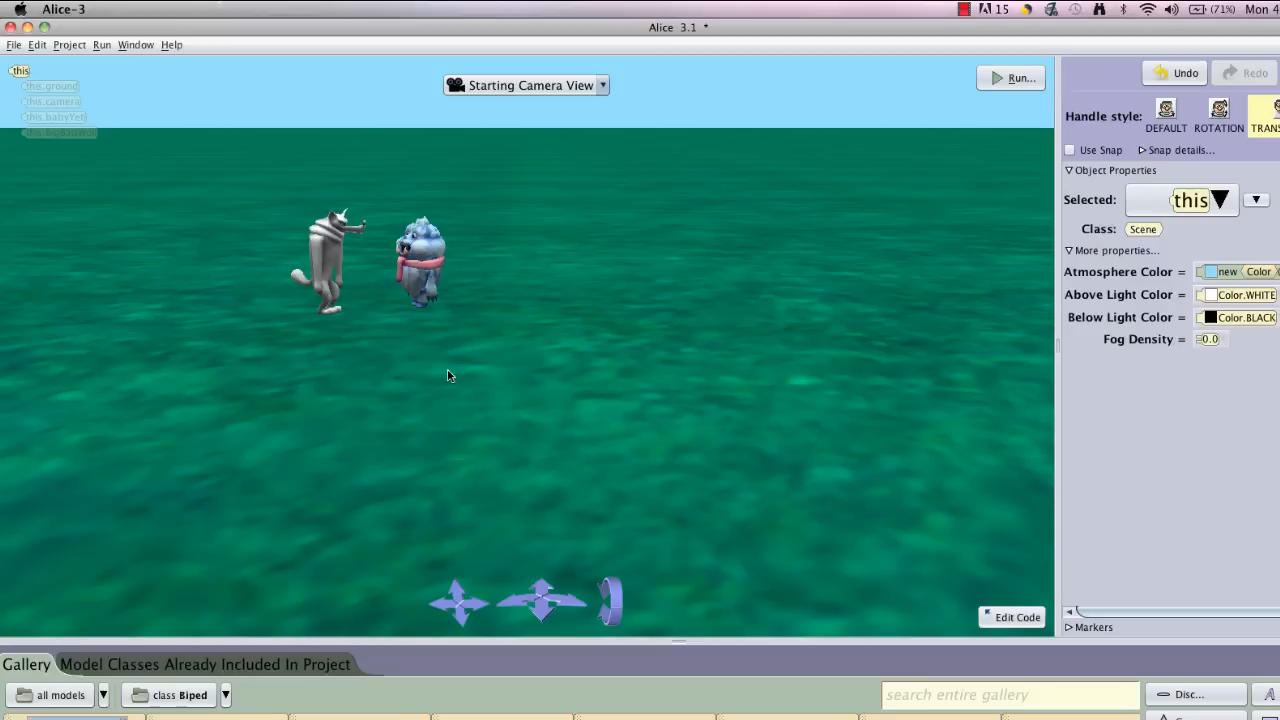 Alice-3 15 (71%) Mon 4
Alice 3.1 *
File Edit Project Run Window Help
this
this.ground
this.camera
this.babyYeti
this.bigBadWolf
Starting Camera View
Run...
Undo Redo
Handle style: DEFAULT ROTATION TRANS
Use Snap Snap details...
Object Properties
Selected: this
Class: Scene
More properties...
Atmosphere Color = new Color
Above Light Color = Color.WHITE
Below Light Color = Color.BLACK
Fog Density = 0.0
Edit Code
Markers
Gallery Model Classes Already Included In Project
all models class Biped search entire gallery Disc... A